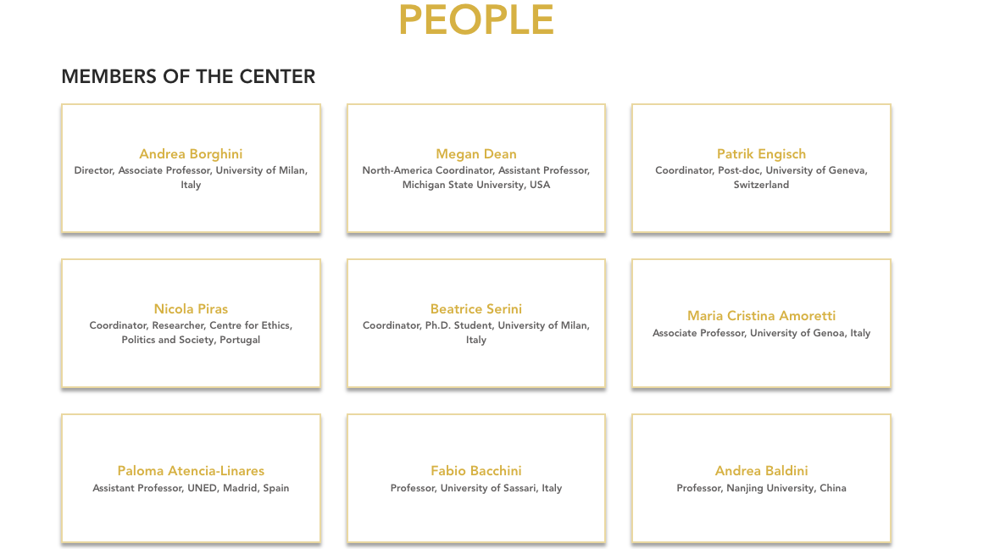 PEOPLE
MEMBERS OF THE CENTER
Andrea Borghini
Director, Associate Professor, University of Milan,
Italy
Megan Dean
North-America Coordinator, Assistant Professor,
Michigan State University, USA
Patrik Engisch
Coordinator, Post-doc, University of Geneva,
Switzerland
Nicola Piras
Coordinator, Researcher, Centre for Ethics,
Politics and Society, Portugal
Beatrice Serini
Coordinator, Ph.D. Student, University of Milan,
Italy
Maria Cristina Amoretti
Associate Professor, University of Genoa, Italy
Paloma Atencia-Linares
Assistant Professor, UNED, Madrid, Spain
Fabio Bacchini
Professor, University of Sassari, Italy
Andrea Baldini
Professor, Nanjing University, China